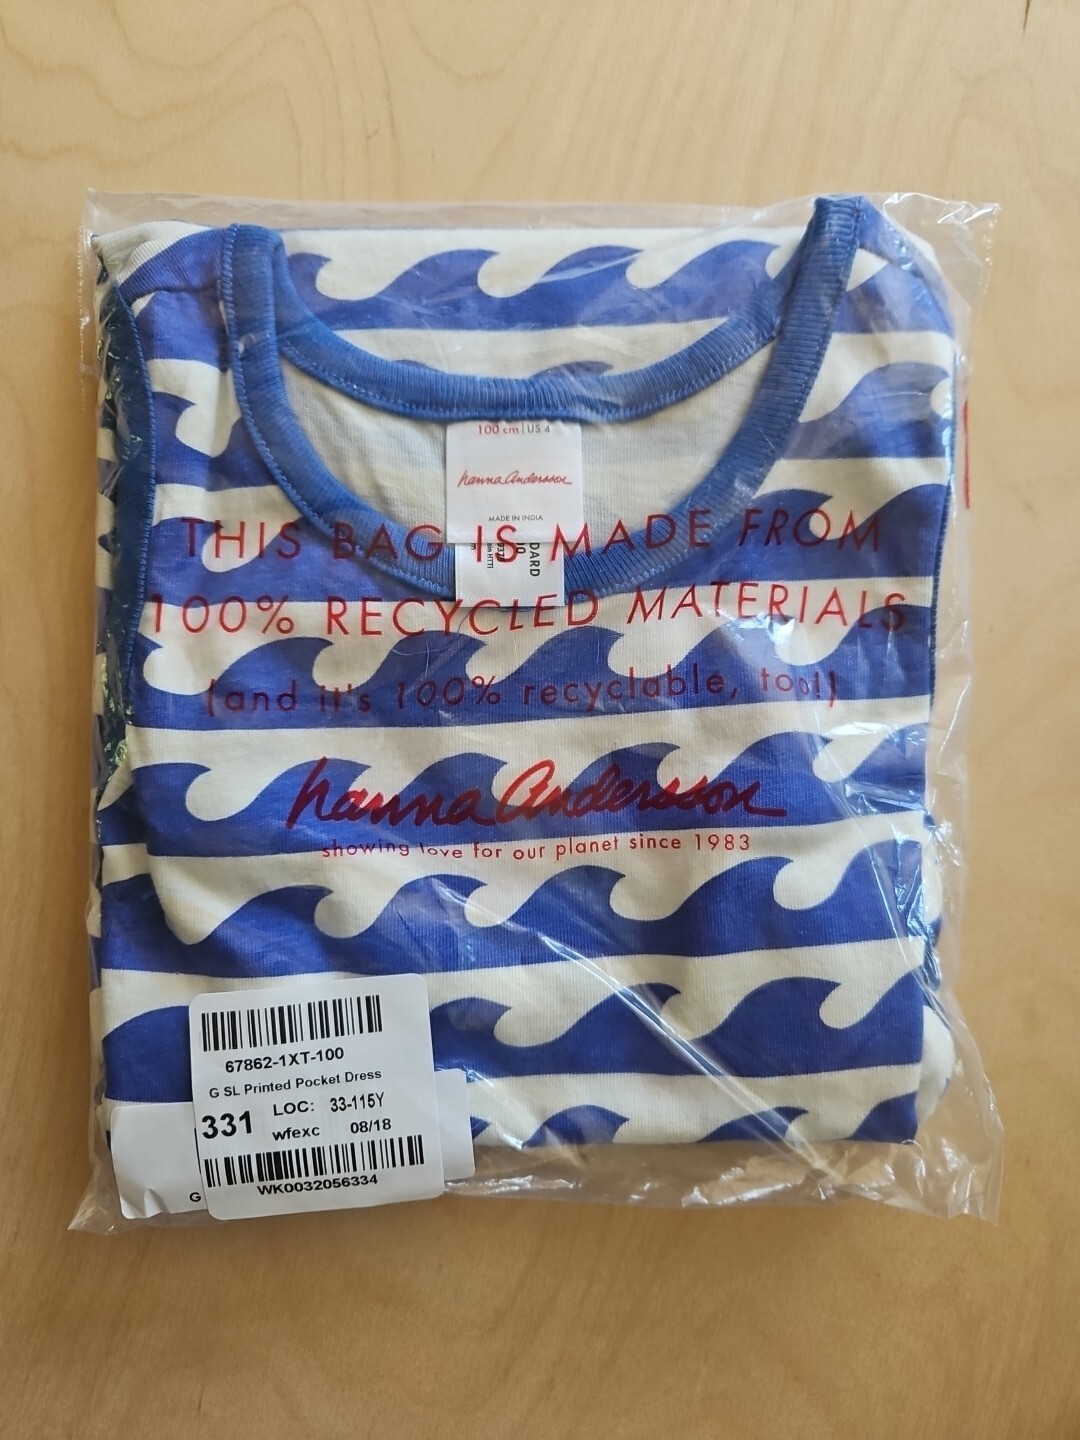 100 cm | US 4
hanna Andersson
MADE IN INDIA
DARD
THIS BAG IS MADE FROM
100% RECYCLED MATERIALS
(and it's 100% recyclable, too!)
hanna Andersson
showing love for our planet since 1983
67862-1XT-100
G SL Printed Pocket Dress
331 LOC: 33-115Y
wfexc 08/18
WK0032056334
G